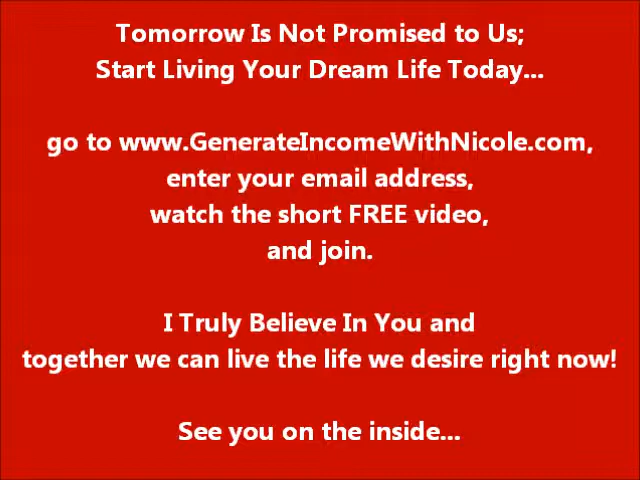 Tomorrow Is Not Promised to Us;
Start Living Your Dream Life Today...
go to www.GenerateIncomeWithNicole.com,
enter your email address,
watch the short FREE video,
and join.
I Truly Believe In You and
together we can live the life we desire right now!
See you on the inside...